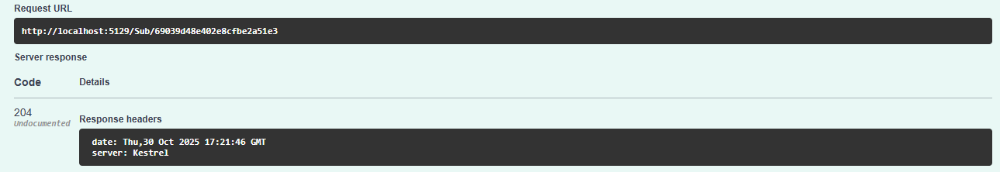 Request URL
http://localhost:5129/Sub/69039d48e402e8cfbe2a51e3
Server response
Code Details
204
Undocumented
Response headers
date: Thu,30 Oct 2025 17:21:46 GMT
server: Kestrel